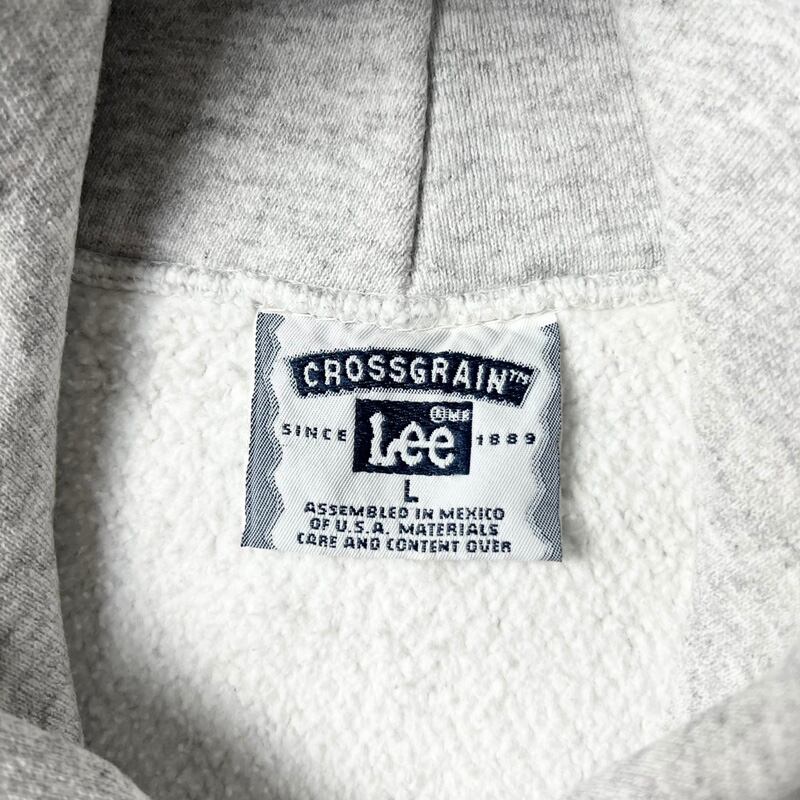 CROSSGRAIN™
Lee
SINCE 1889
L
ASSEMBLED IN MEXICO
OF U.S.A. MATERIALS
CARE AND CONTENT OVER